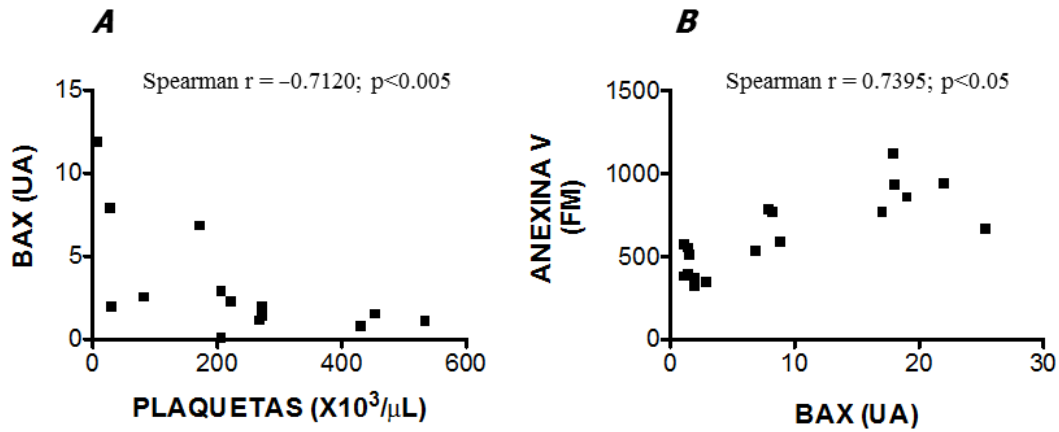 A
Spearman r = −0.7120; p<0.005
BAX (UA)
15
10
5
0
0 200 400 600
PLAQUETAS (X10³/µL)
B
Spearman r = 0.7395; p<0.05
ANEXINA V
(FM)
1500
1000
500
0
0 10 20 30
BAX (UA)